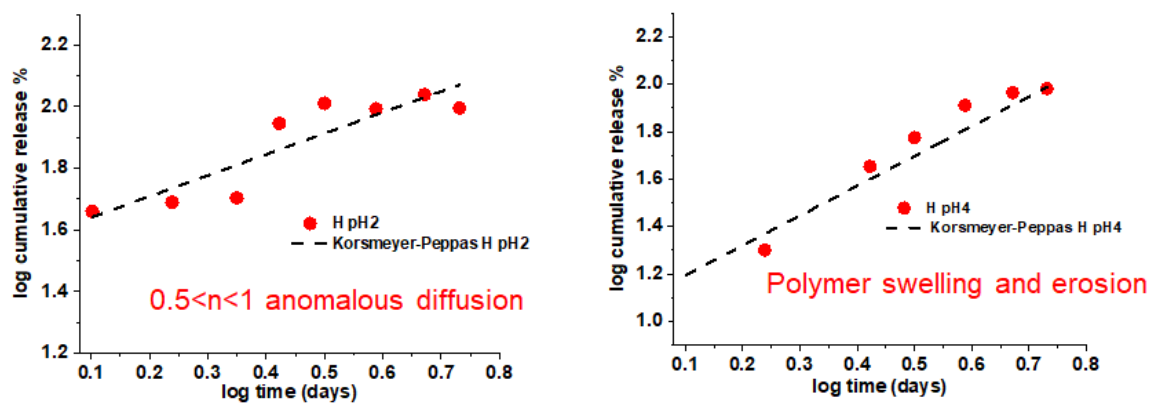 log cumulative release %
2.2
2.0
1.8
1.6
1.4
1.2
H pH2
Korsmeyer-Peppas H pH2
0.5<n<1 anomalous diffusion
0.1 0.2 0.3 0.4 0.5 0.6 0.7 0.8
log time (days)
log cumulative release %
2.2
2.0
1.8
1.6
1.4
1.2
1.0
H pH4
Korsmeyer-Peppas H pH4
Polymer swelling and erosion
0.1 0.2 0.3 0.4 0.5 0.6 0.7 0.8
log time (days)